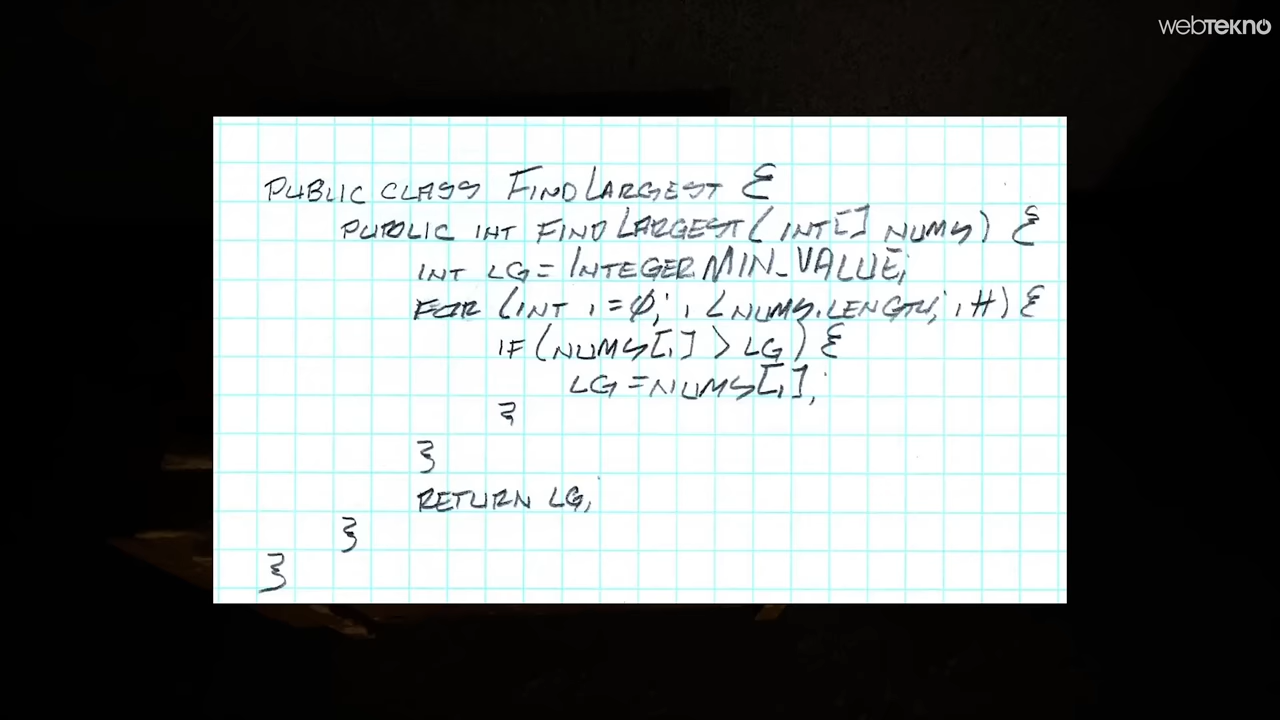 webtekno
PUBLIC CLASS FINDLARGEST {
PUBLIC INT FINDLARGEST(INT[] NUMS) {
INT LG = INTEGER.MIN_VALUE;
FOR (INT i=0; i<NUMS.LENGTH; i++) {
IF (NUMS[i] > LG) {
LG = NUMS[i];
}
}
RETURN LG;
}
}